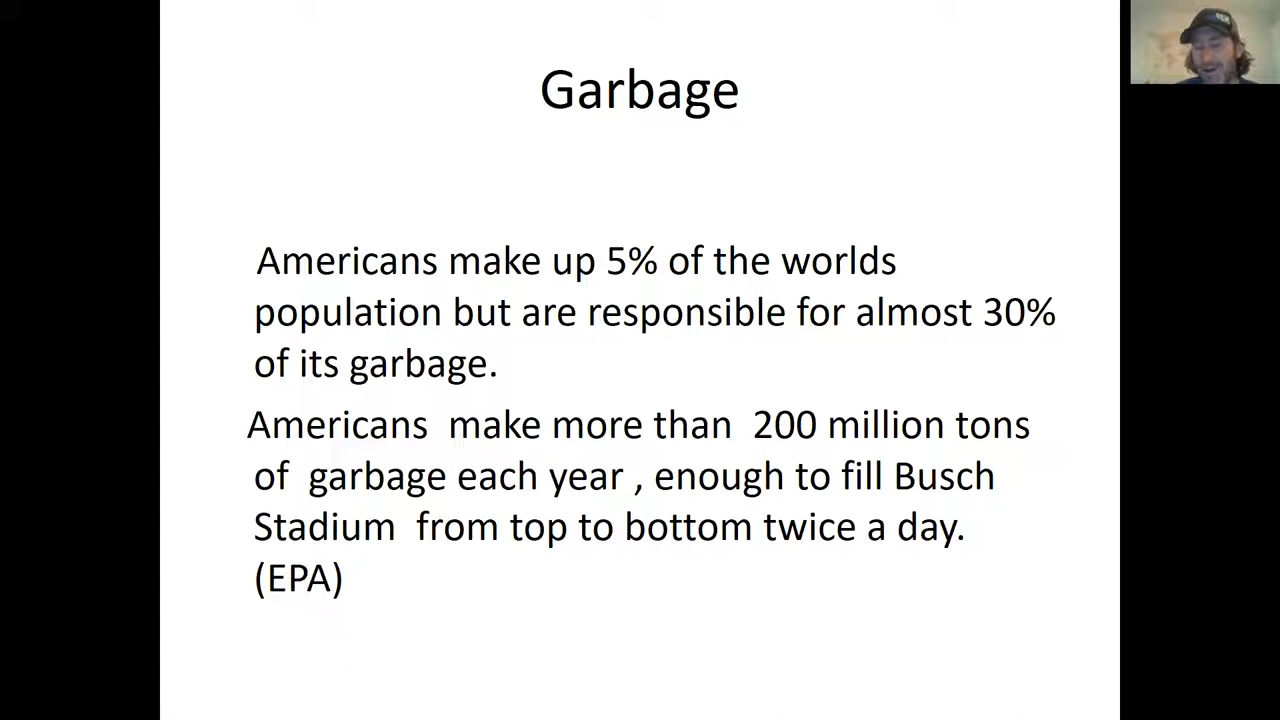 Garbage
Americans make up 5% of the worlds
population but are responsible for almost 30%
of its garbage.
Americans  make more than  200 million tons
of  garbage each year , enough to fill Busch
Stadium  from top to bottom twice a day.
(EPA)